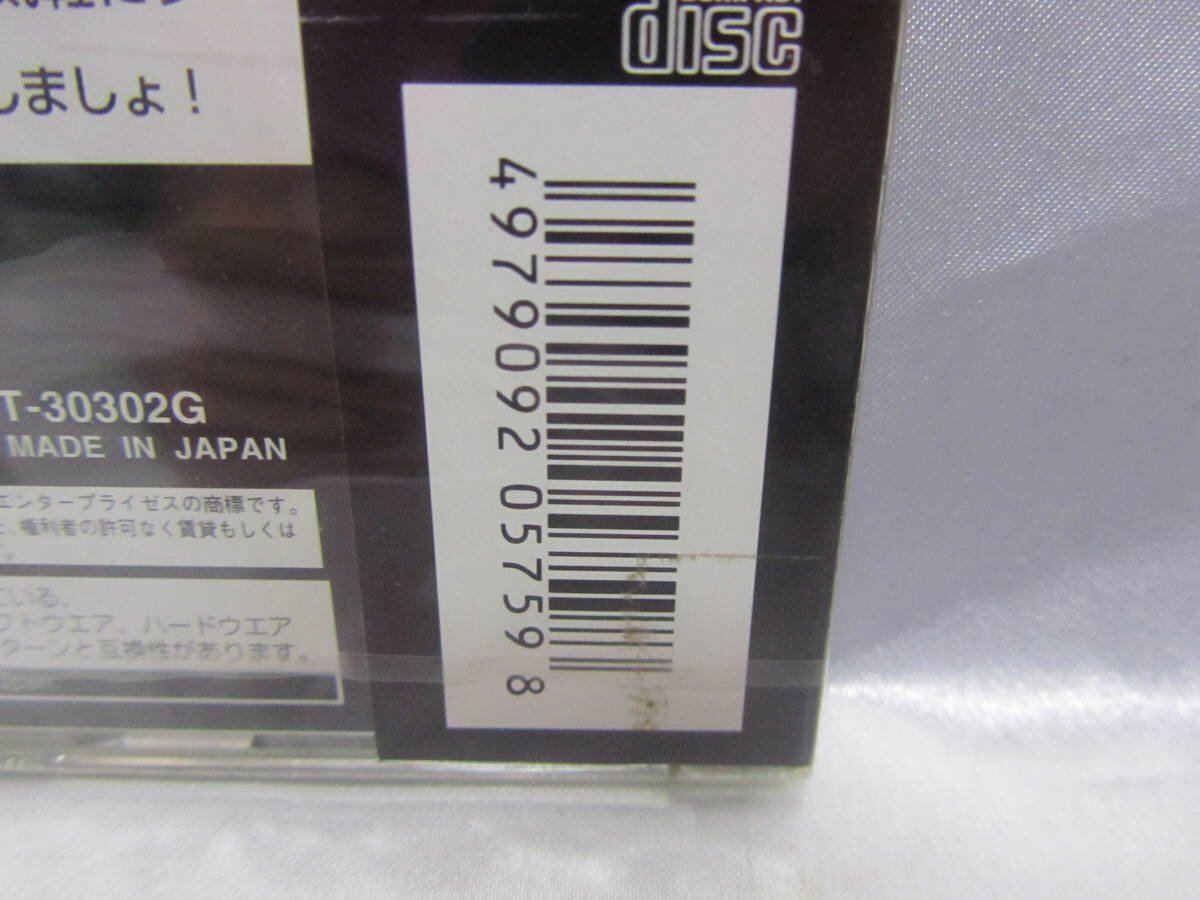 しましょ！
disc
4979092057598
T-30302G
MADE IN JAPAN
エンタープライゼスの商標です。
権利者の許可なく賃貸もしくは
いる。
フトウエア、ハードウエア
ターンと互換性があります。